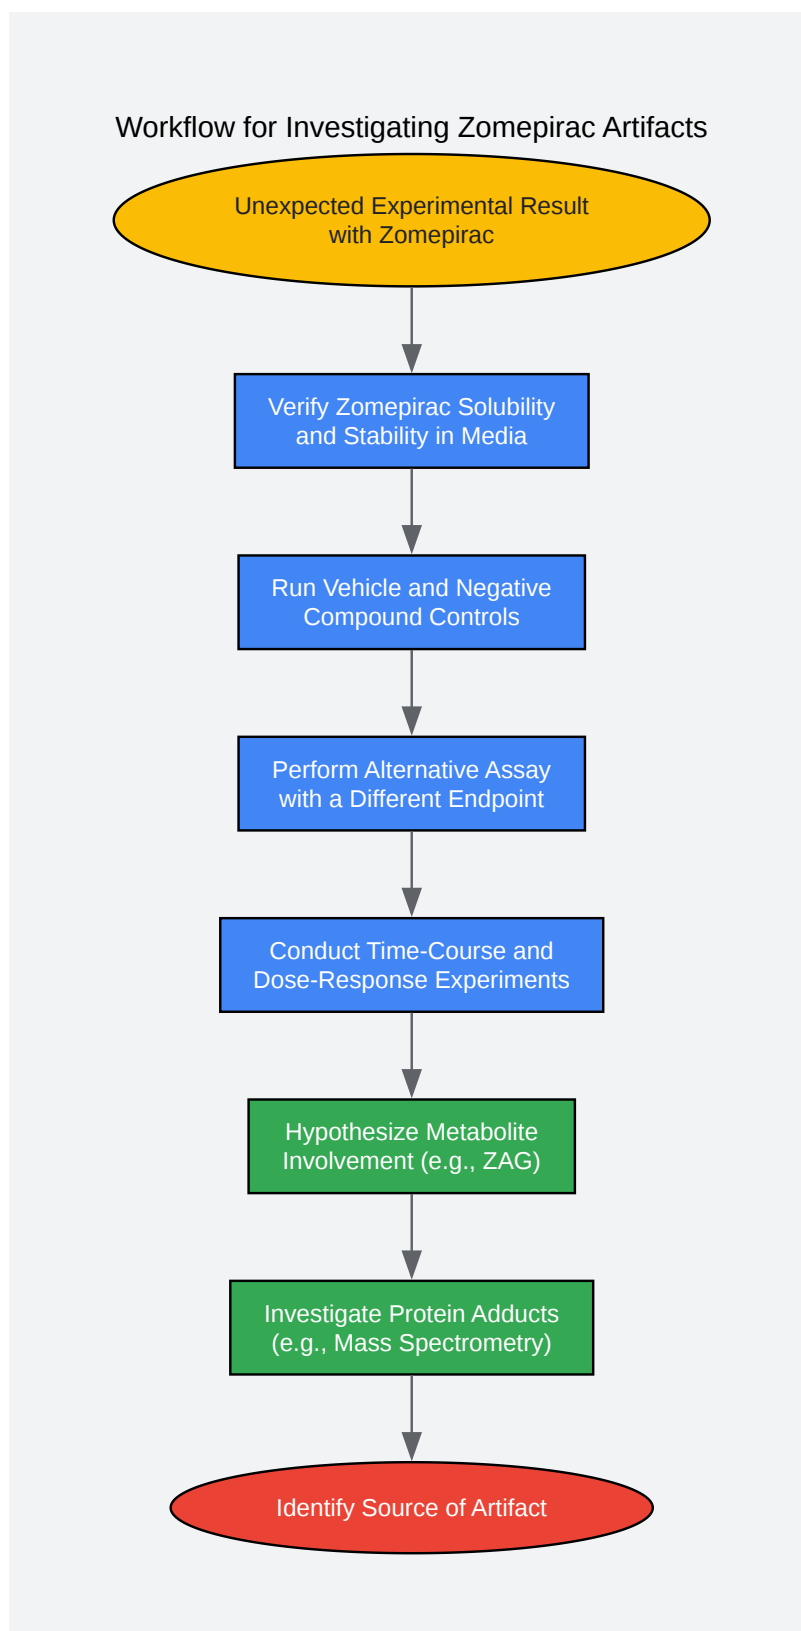 Workflow for Investigating Zomepirac Artifacts
Unexpected Experimental Result
with Zomepirac
Verify Zomepirac Solubility
and Stability in Media
Run Vehicle and Negative
Compound Controls
Perform Alternative Assay
with a Different Endpoint
Conduct Time-Course and
Dose-Response Experiments
Hypothesize Metabolite
Involvement (e.g., ZAG)
Investigate Protein Adducts
(e.g., Mass Spectrometry)
Identify Source of Artifact